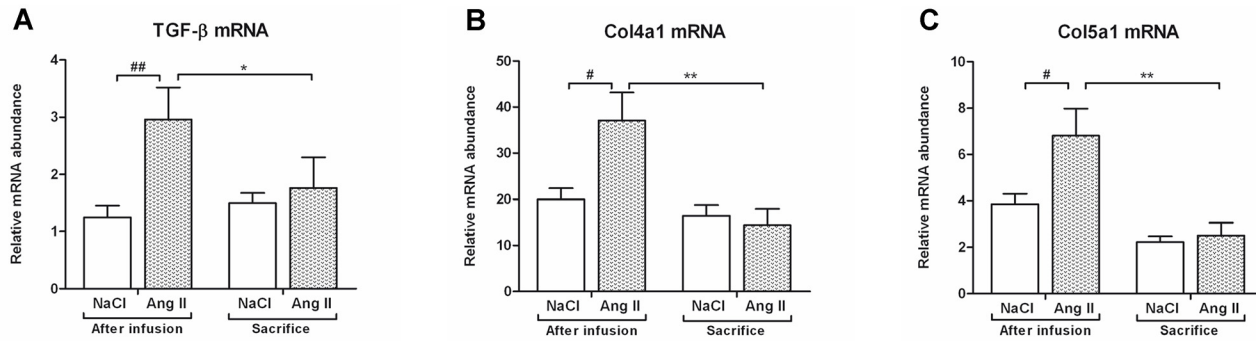 A
TGF-β mRNA
Relative mRNA abundance
4
3
2
1
0
##
*
NaCl
Ang II
NaCl
Ang II
After infusion
Sacrifice
B
Col4a1 mRNA
Relative mRNA abundance
50
40
30
20
10
0
#
**
NaCl
Ang II
NaCl
Ang II
After infusion
Sacrifice
C
Col5a1 mRNA
Relative mRNA abundance
10
8
6
4
2
0
#
**
NaCl
Ang II
NaCl
Ang II
After infusion
Sacrifice